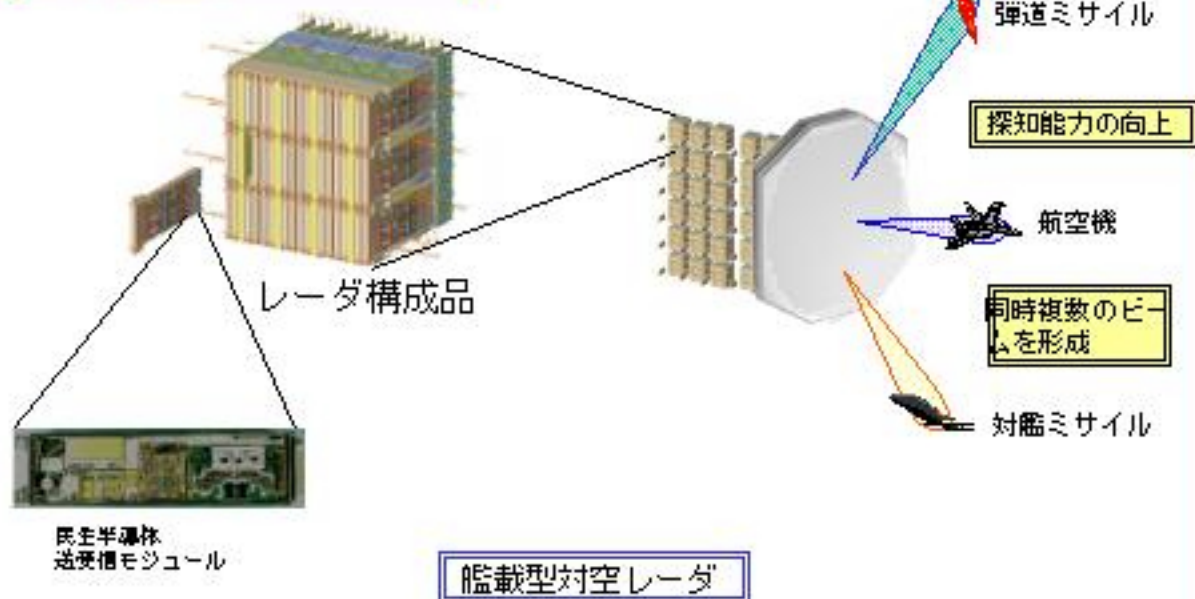 弾道ミサイル
探知能力の向上
航空機
レーダ構成品
同時複数のビー
ムを形成
対艦ミサイル
民生半導体
送受信モジュール
艦載型対空レーダ